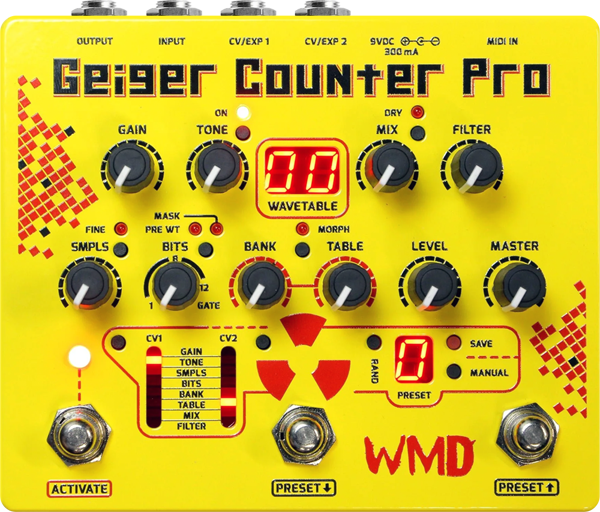 OUTPUT INPUT CV/EXP 1 CV/EXP 2 9VDC MIDI IN
300mA
Geiger Counter Pro
ON DRY
GAIN TONE MIX FILTER
00
WAVETABLE
MASK
FINE PRE WT MORPH
SMPLS BITS BANK TABLE LEVEL MASTER
8
12
1 GATE
CV1 CV2
GAIN
TONE
SMPLS
BITS
BANK
TABLE
MIX
FILTER
RAND
0
PRESET
SAVE
MANUAL
WMD
ACTIVATE PRESET PRESET